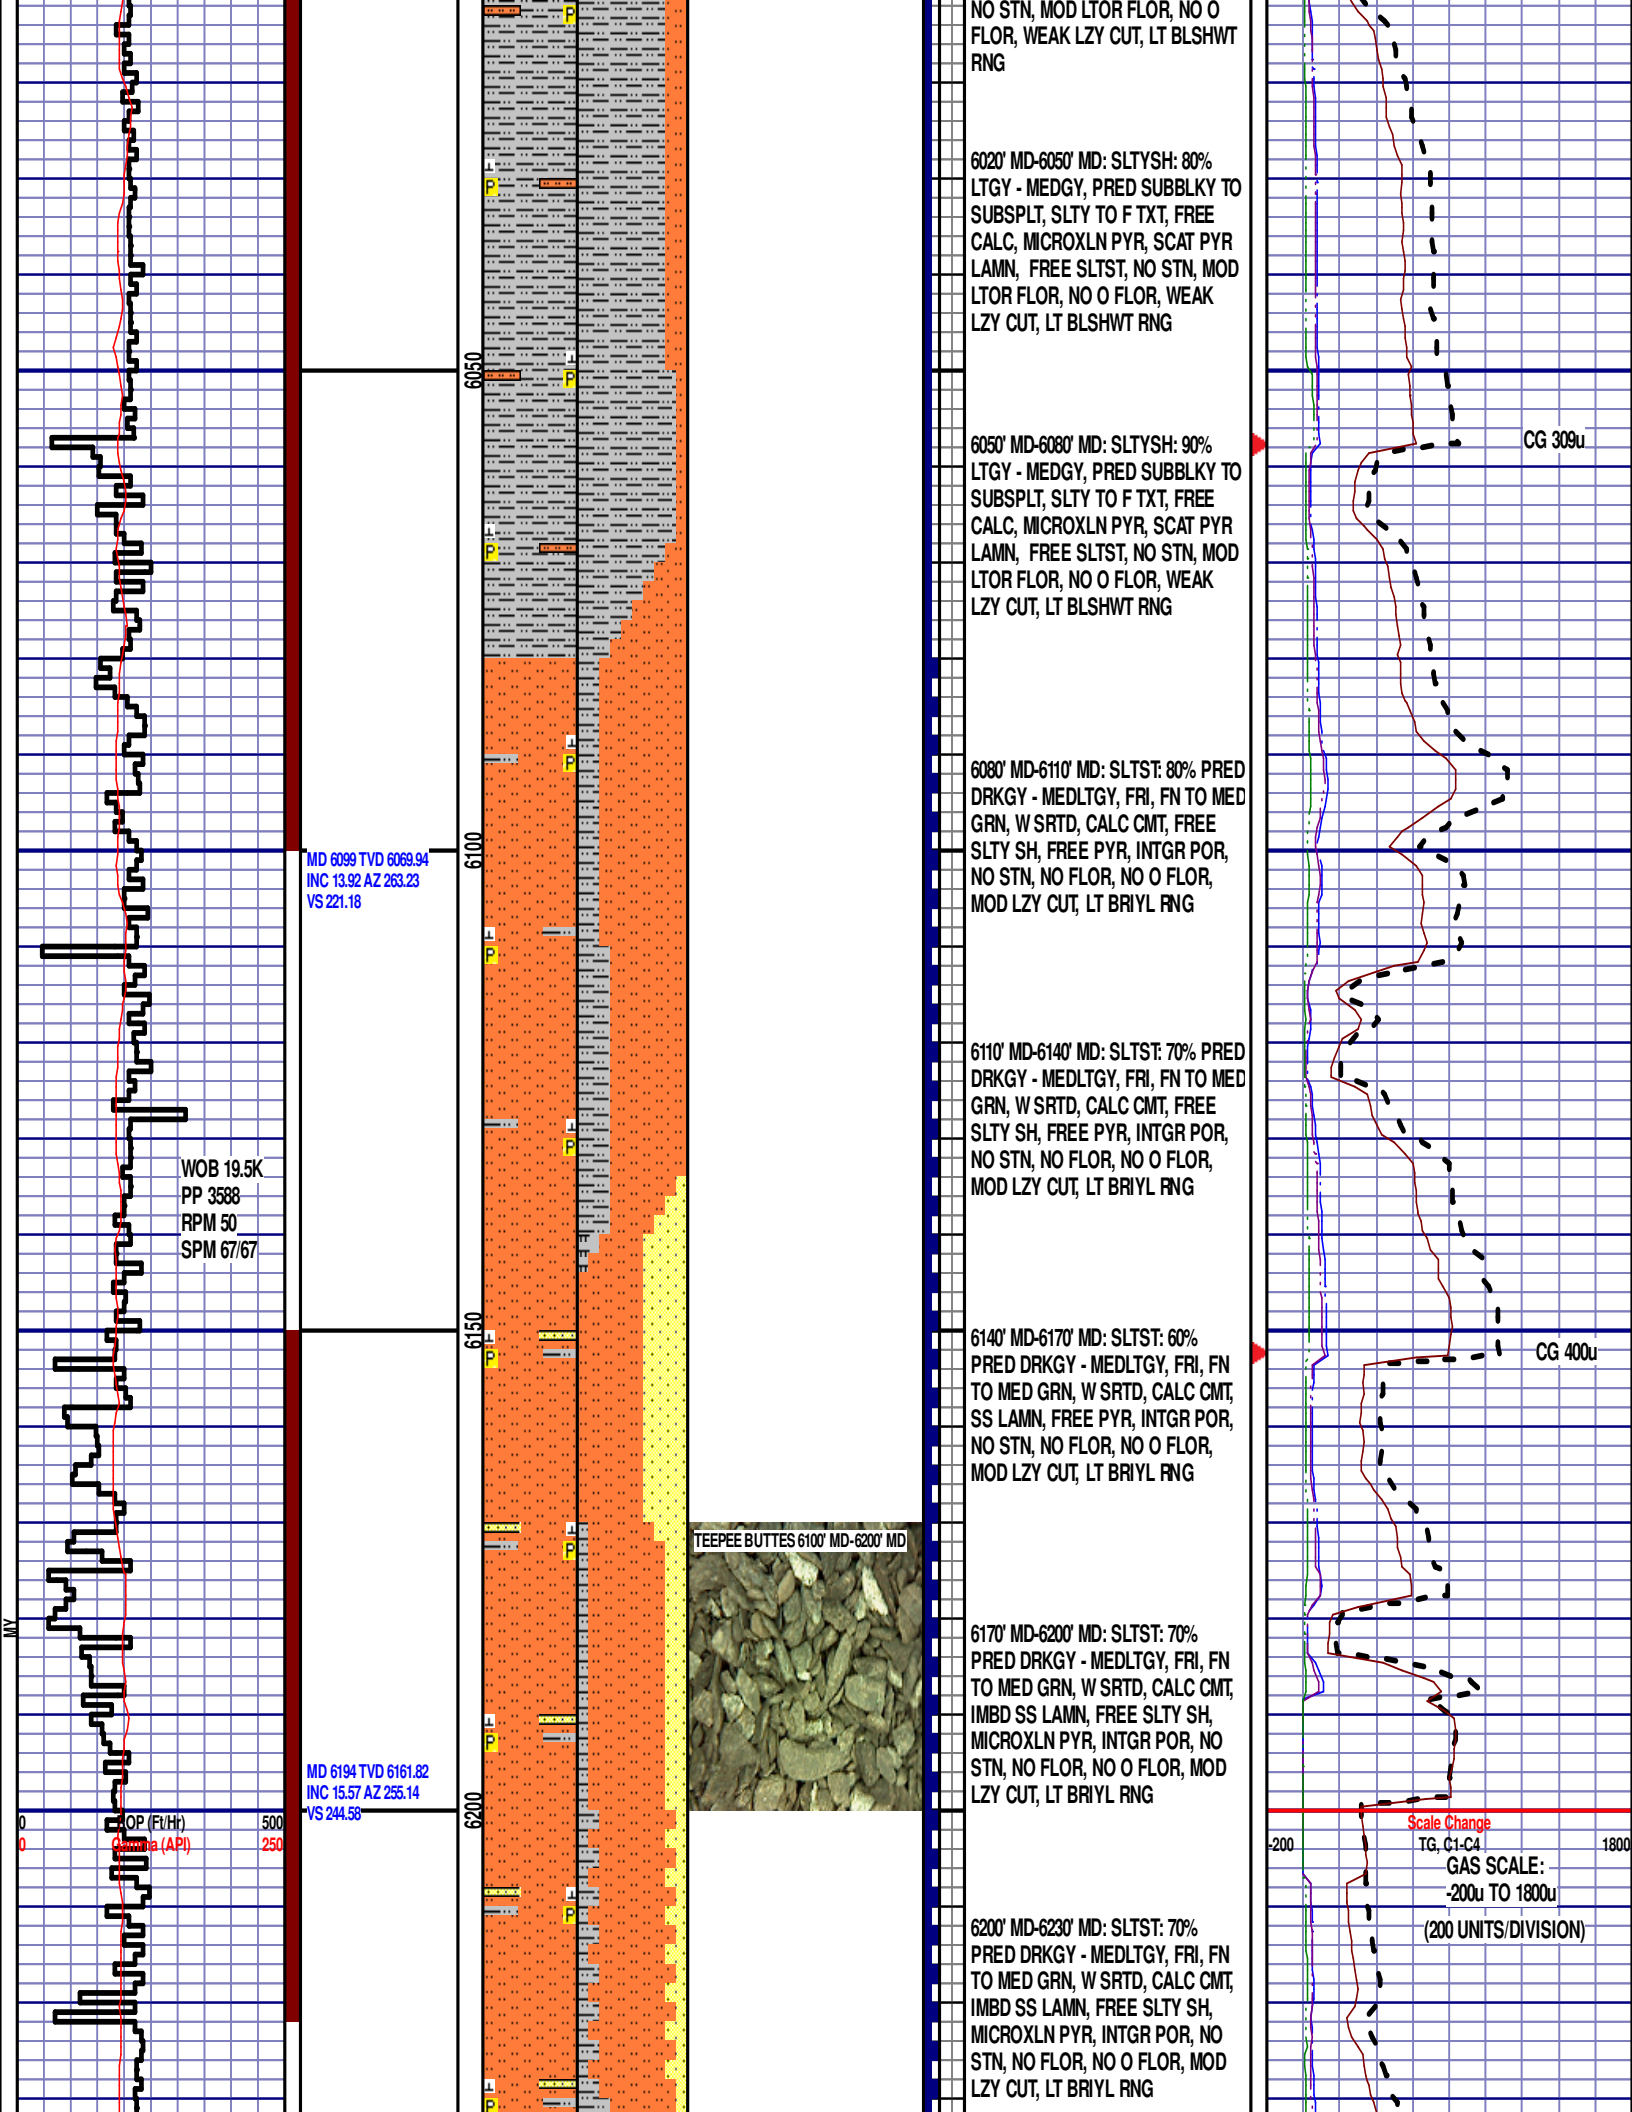 NO STN, MOD LTOR FLOR, NO O
FLOR, WEAK LZY CUT, LT BLSHWT
RNG
6020' MD-6050' MD: SLTYSH: 80%
LTGY - MEDGY, PRED SUBBLKY TO
SUBSPLT, SLTY TO F TXT, FREE
CALC, MICROXLN PYR, SCAT PYR
LAMN, FREE SLTST, NO STN, MOD
LTOR FLOR, NO O FLOR, WEAK
LZY CUT, LT BLSHWT RNG
6050
6050' MD-6080' MD: SLTYSH: 90%
LTGY - MEDGY, PRED SUBBLKY TO
SUBSPLT, SLTY TO F TXT, FREE
CALC, MICROXLN PYR, SCAT PYR
LAMN, FREE SLTST, NO STN, MOD
LTOR FLOR, NO O FLOR, WEAK
LZY CUT, LT BLSHWT RNG
CG 309u
6080' MD-6110' MD: SLTST: 80% PRED
DRKGY - MEDLTGY, FRI, FN TO MED
GRN, W SRTD, CALC CMT, FREE
SLTY SH, FREE PYR, INTGR POR,
NO STN, NO FLOR, NO O FLOR,
MOD LZY CUT, LT BRIYL RNG
6100
MD 6099 TVD 6069.94
INC 13.92 AZ 263.23
VS 221.18
6110' MD-6140' MD: SLTST: 70% PRED
DRKGY - MEDLTGY, FRI, FN TO MED
GRN, W SRTD, CALC CMT, FREE
SLTY SH, FREE PYR, INTGR POR,
NO STN, NO FLOR, NO O FLOR,
MOD LZY CUT, LT BRIYL RNG
WOB 19.5K
PP 3588
RPM 50
SPM 67/67
6150
6140' MD-6170' MD: SLTST: 60%
PRED DRKGY - MEDLTGY, FRI, FN
TO MED GRN, W SRTD, CALC CMT,
SS LAMN, FREE PYR, INTGR POR,
NO STN, NO FLOR, NO O FLOR,
MOD LZY CUT, LT BRIYL RNG
CG 400u
TEEPEE BUTTES 6100' MD-6200' MD
MY
6170' MD-6200' MD: SLTST: 70%
PRED DRKGY - MEDLTGY, FRI, FN
TO MED GRN, W SRTD, CALC CMT,
IMBD SS LAMN, FREE SLTY SH,
MICROXLN PYR, INTGR POR, NO
STN, NO FLOR, NO O FLOR, MOD
LZY CUT, LT BRIYL RNG
MD 6194 TVD 6161.82
INC 15.57 AZ 255.14
VS 244.58
6200
0 OP (Ft/Hr) 500
0 Gamma (API) 250
Scale Change
-200 TG, C1-C4 1800
GAS SCALE:
-200u TO 1800u
(200 UNITS/DIVISION)
6200' MD-6230' MD: SLTST: 70%
PRED DRKGY - MEDLTGY, FRI, FN
TO MED GRN, W SRTD, CALC CMT,
IMBD SS LAMN, FREE SLTY SH,
MICROXLN PYR, INTGR POR, NO
STN, NO FLOR, NO O FLOR, MOD
LZY CUT, LT BRIYL RNG
P
P
P
P
P
P
P
P
P
P
P
P